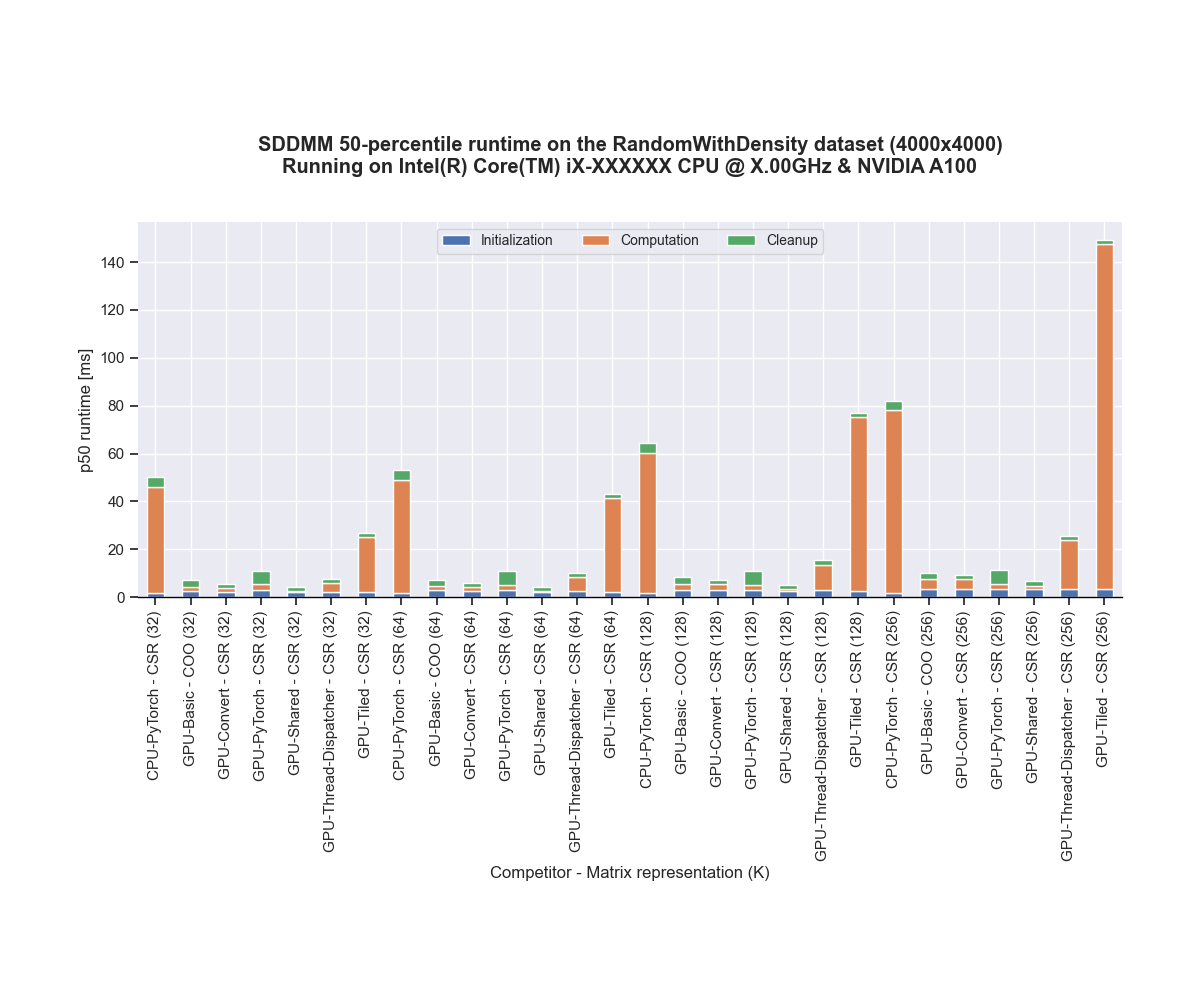 SDDMM 50-percentile runtime on the RandomWithDensity dataset (4000x4000)
Running on Intel(R) Core(TM) iX-XXXXXX CPU @ X.00GHz & NVIDIA A100
Initialization
Computation
Cleanup
p50 runtime [ms]
140
120
100
80
60
40
20
0
CPU-PyTorch - CSR (32)
GPU-Basic - COO (32)
GPU-Convert - CSR (32)
GPU-PyTorch - CSR (32)
GPU-Shared - CSR (32)
GPU-Thread-Dispatcher - CSR (32)
GPU-Tiled - CSR (32)
CPU-PyTorch - CSR (64)
GPU-Basic - COO (64)
GPU-Convert - CSR (64)
GPU-PyTorch - CSR (64)
GPU-Shared - CSR (64)
GPU-Thread-Dispatcher - CSR (64)
GPU-Tiled - CSR (64)
CPU-PyTorch - CSR (128)
GPU-Basic - COO (128)
GPU-Convert - CSR (128)
GPU-PyTorch - CSR (128)
GPU-Shared - CSR (128)
GPU-Thread-Dispatcher - CSR (128)
GPU-Tiled - CSR (128)
CPU-PyTorch - CSR (256)
GPU-Basic - COO (256)
GPU-Convert - CSR (256)
GPU-PyTorch - CSR (256)
GPU-Shared - CSR (256)
GPU-Thread-Dispatcher - CSR (256)
GPU-Tiled - CSR (256)
Competitor - Matrix representation (K)